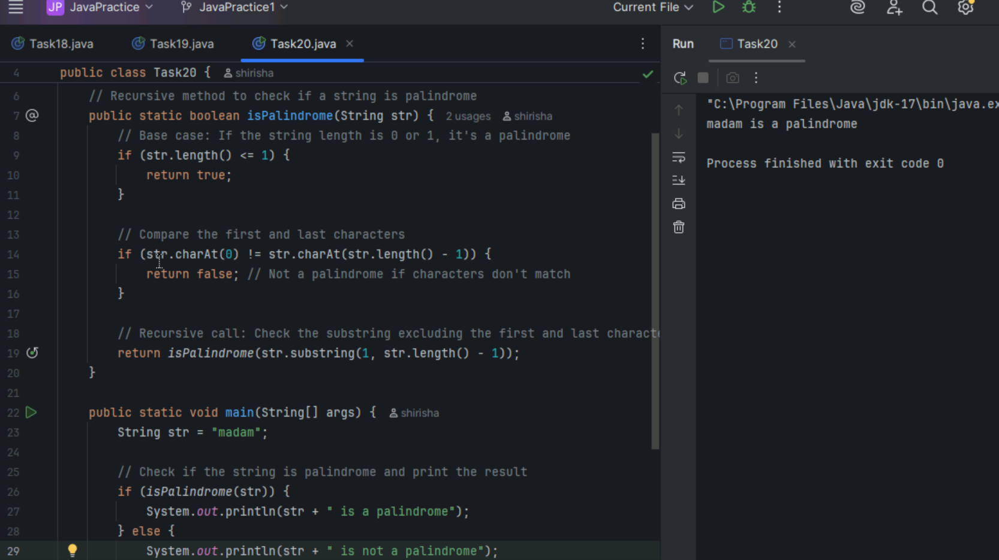 JP JavaPractice JavaPractice1 Current File
Task18.java Task19.java Task20.java Run Task20
4 public class Task20 { shirisha
6 // Recursive method to check if a string is palindrome
7 public static boolean isPalindrome(String str) { 2 usages shirisha
8 // Base case: If the string length is 0 or 1, it's a palindrome
9 if (str.length() <= 1) {
10 return true;
11 }
12
13 // Compare the first and last characters
14 if (str.charAt(0) != str.charAt(str.length() - 1)) {
15 return false; // Not a palindrome if characters don't match
16 }
17
18 // Recursive call: Check the substring excluding the first and last characte
19 return isPalindrome(str.substring(1, str.length() - 1));
20 }
21
22 public static void main(String[] args) { shirisha
23 String str = "madam";
24
25 // Check if the string is palindrome and print the result
26 if (isPalindrome(str)) {
27 System.out.println(str + " is a palindrome");
28 } else {
29 System.out.println(str + " is not a palindrome");
"C:\Program Files\Java\jdk-17\bin\java.ex
madam is a palindrome
Process finished with exit code 0